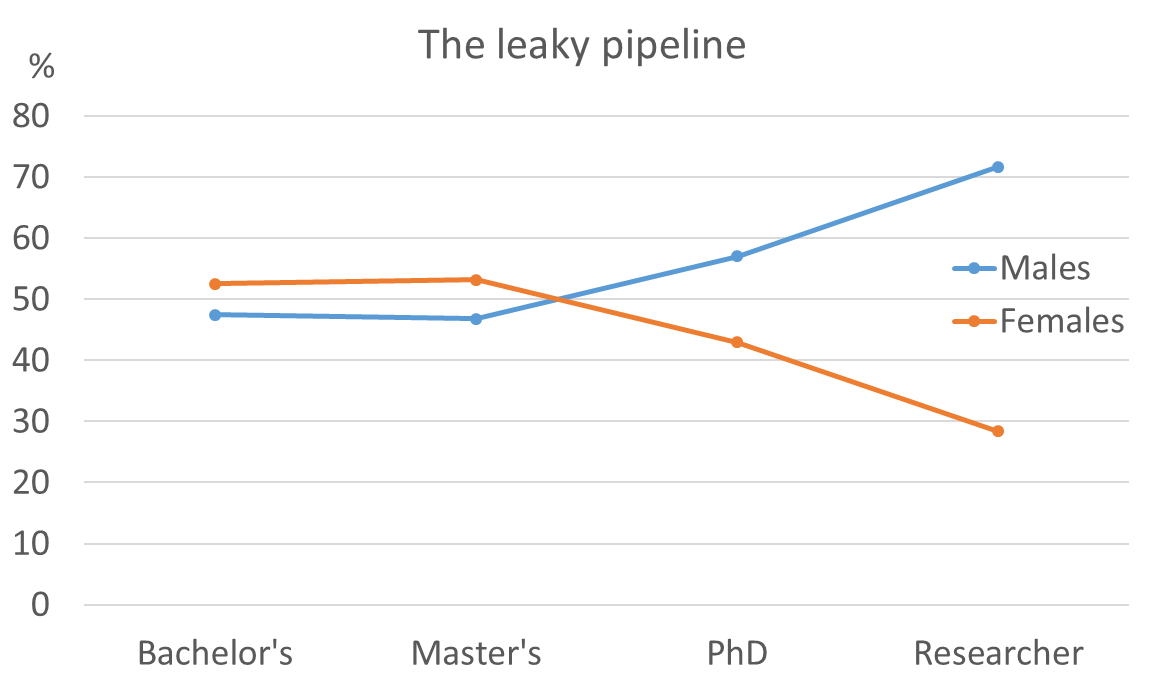 The leaky pipeline
%
80
70
60
50
40
30
20
10
0
Males
Females
Bachelor's
Master's
PhD
Researcher